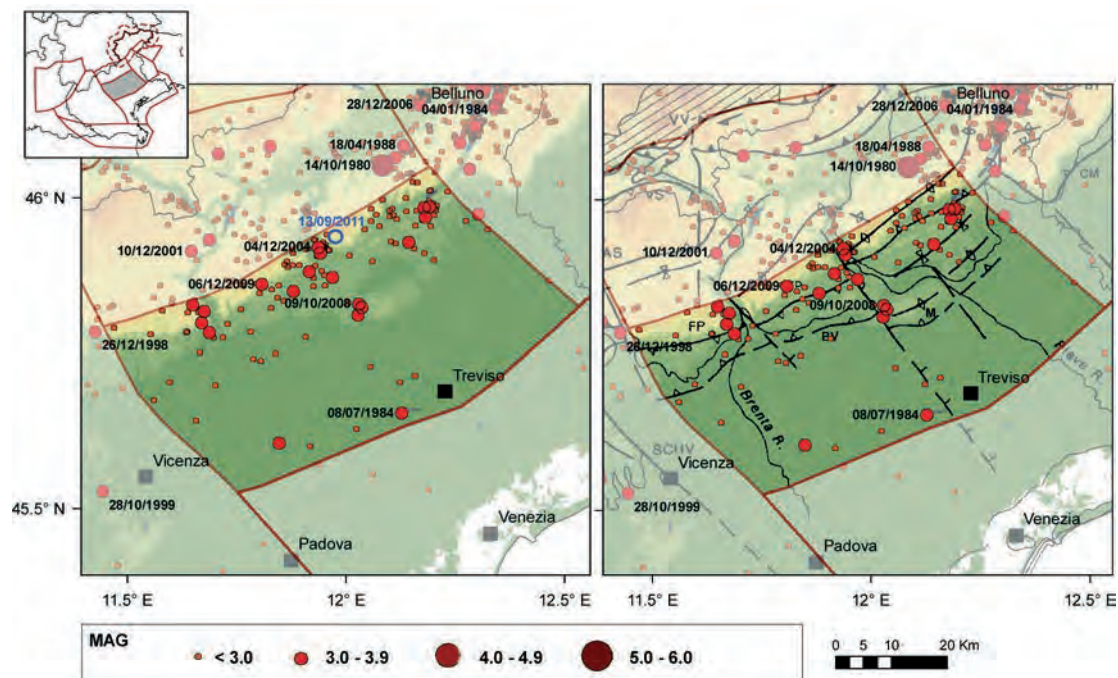 Belluno
28/12/2006
04/01/1984
18/04/1988
14/10/1980
46° N
13/09/2011
10/12/2001
04/12/2004
06/12/2009
09/10/2008
26/12/1998
Treviso
08/07/1984
Vicenza
28/10/1999
45.5° N
Venezia
Padova
11.5° E
12° E
12.5° E
Belluno
28/12/2006
04/01/1984
VV-
18/04/1988
14/10/1980
CM
VS
10/12/2001
04/12/2004
AS
06/12/2009
09/10/2008
M.
FP
BV
26/12/1998
Piave R.
Treviso
Brenta R.
08/07/1984
SCHV
Vicenza
28/10/1999
Venezia
Padova
11.5° E
12° E
12.5° E
MAG
< 3.0
3.0 - 3.9
4.0 - 4.9
5.0 - 6.0
0 5 10 20 Km